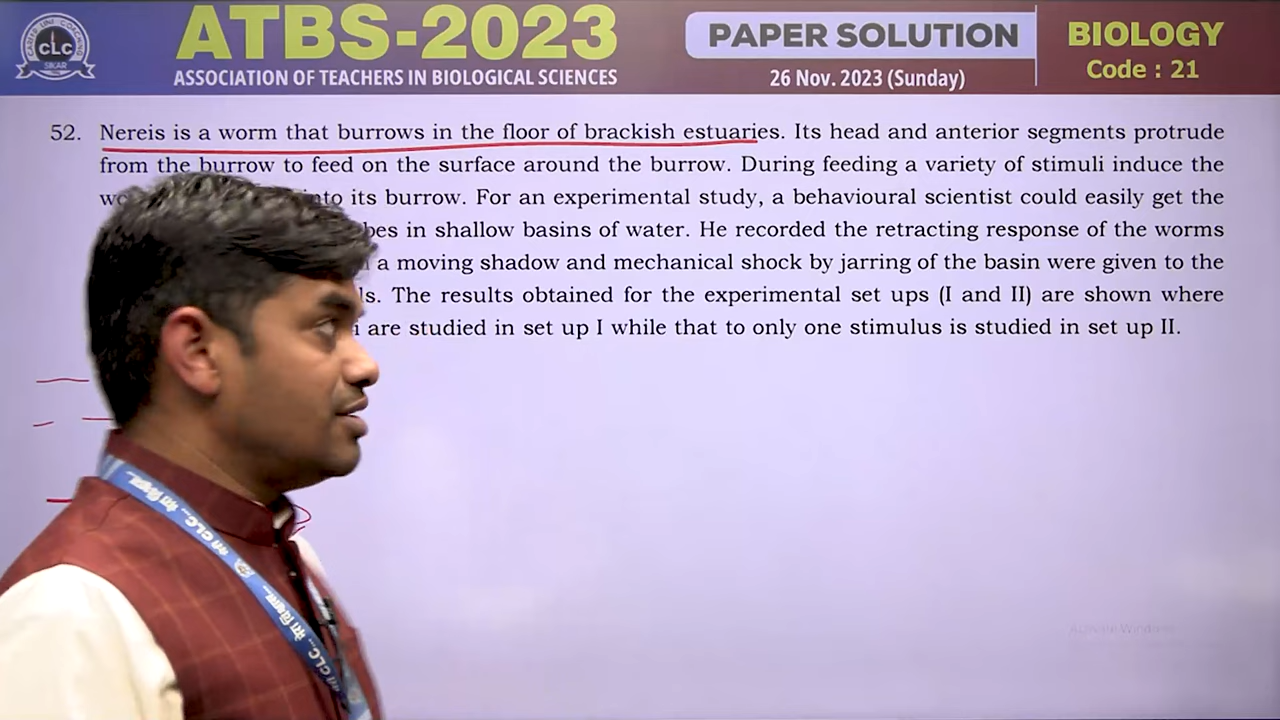 CLC
SIKAR
ATBS-2023
ASSOCIATION OF TEACHERS IN BIOLOGICAL SCIENCES
PAPER SOLUTION
26 Nov. 2023 (Sunday)
BIOLOGY
Code : 21
52. Nereis is a worm that burrows in the floor of brackish estuaries. Its head and anterior segments protrude
from the burrow to feed on the surface around the burrow. During feeding a variety of stimuli induce the
into its burrow. For an experimental study, a behavioural scientist could easily get the
in shallow basins of water. He recorded the retracting response of the worms
a moving shadow and mechanical shock by jarring of the basin were given to the
The results obtained for the experimental set ups (I and II) are shown where
are studied in set up I while that to only one stimulus is studied in set up II.
Activate Windows
मेरा विश्वास...
मेरा CLC...
मेरा विश्वास...
मेरा CLC...